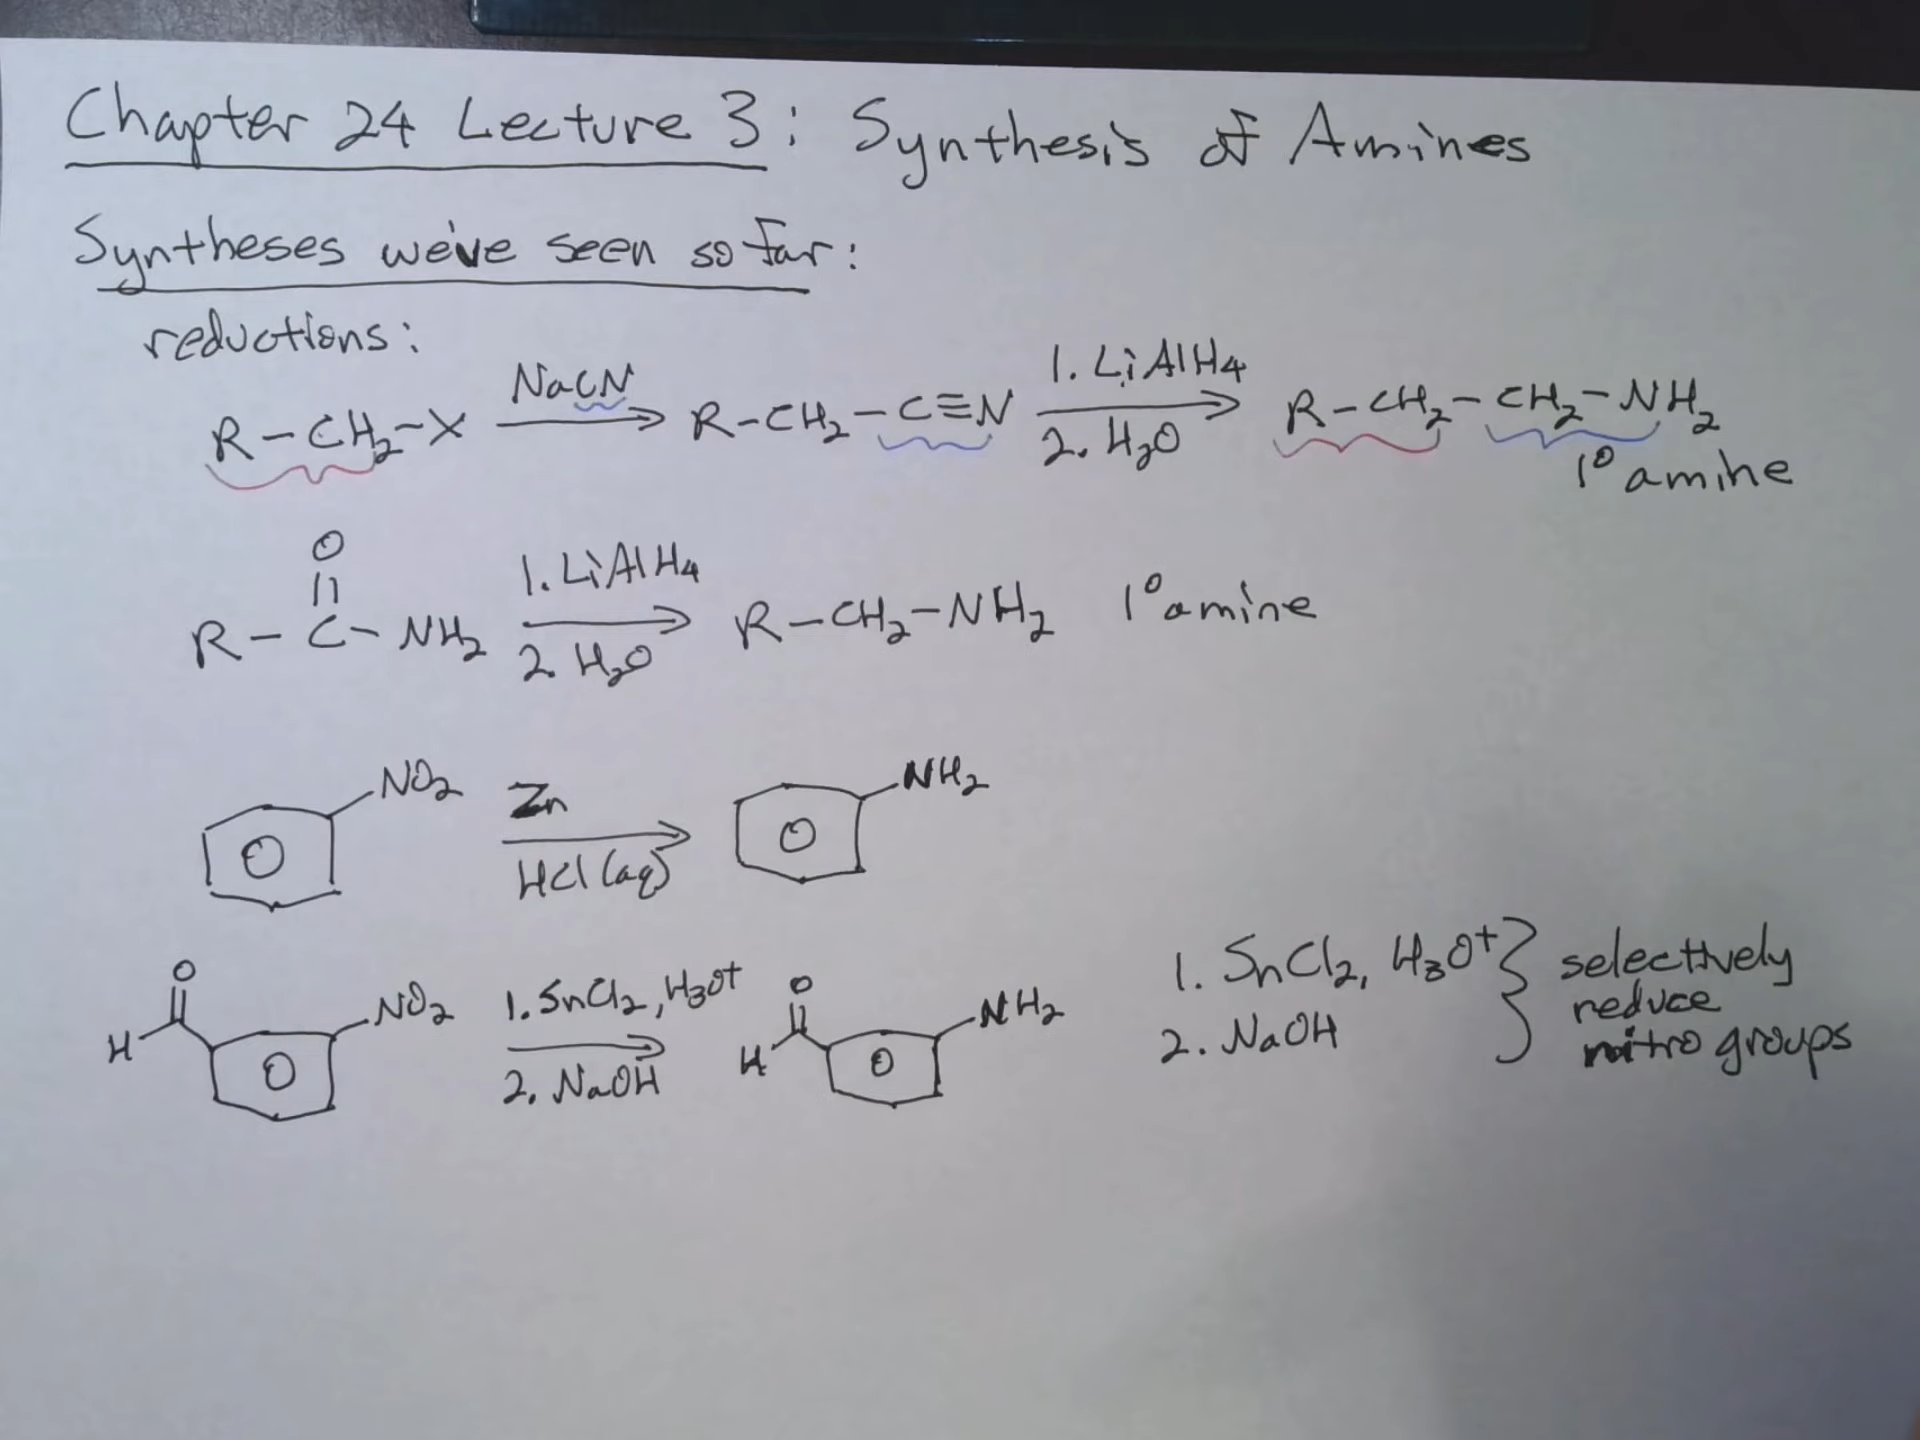 Chapter 24 Lecture 3: Synthesis of Amines
Syntheses we've seen so far:
reductions:
R-CH2-X NaCN R-CH2-C≡N 1. LiAlH4 2. H2O R-CH2-CH2-NH2
1° amine
O
R-C-NH2 1. LiAlH4 2. H2O R-CH2-NH2 1° amine
NO2 Zn HCl (aq) NH2
O H NO2 1. SnCl2, H3O+ 2. NaOH O H NH2
1. SnCl2, H3O+ } selectively
reduce
2. NaOH nitro groups